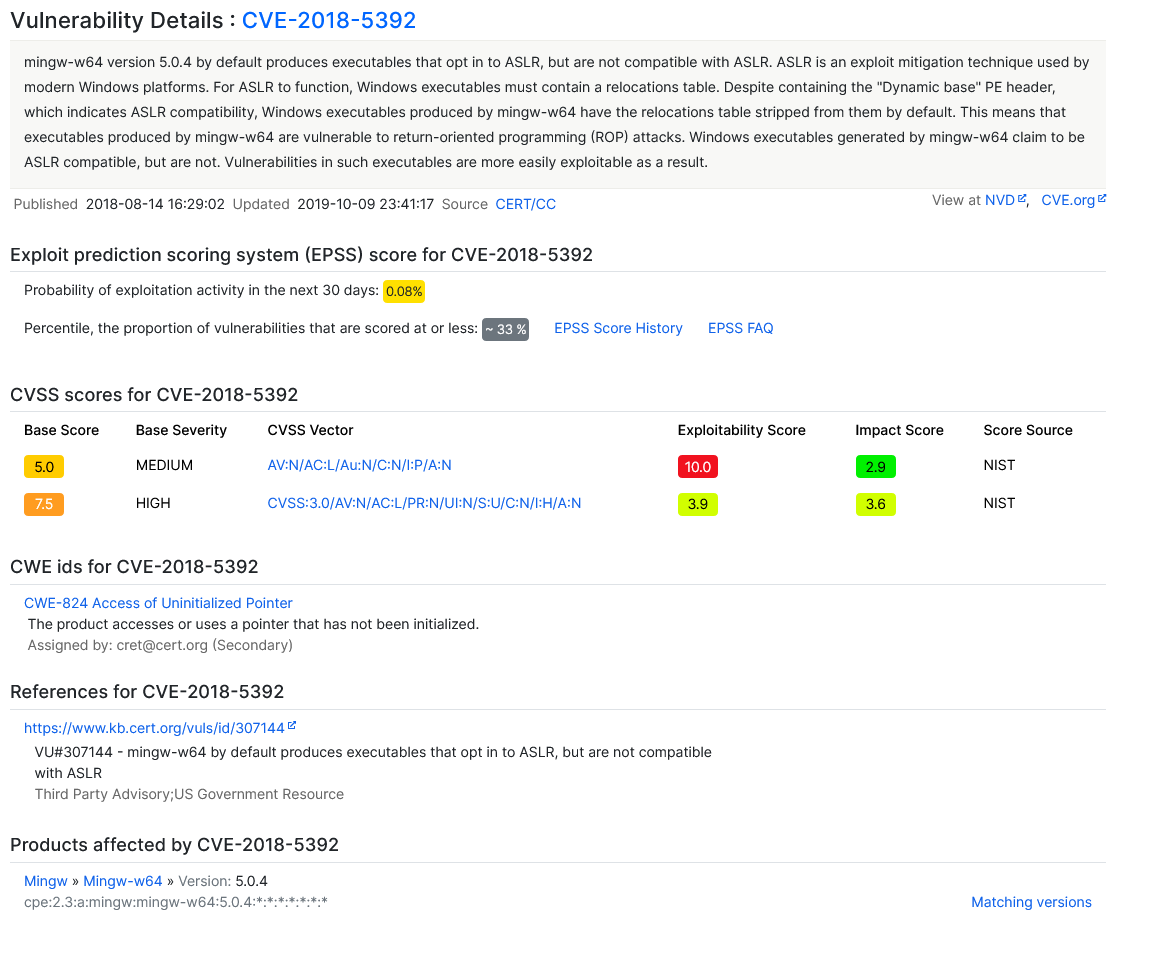 Vulnerability Details : CVE-2018-5392
mingw-w64 version 5.0.4 by default produces executables that opt in to ASLR, but are not compatible with ASLR. ASLR is an exploit mitigation technique used by
modern Windows platforms. For ASLR to function, Windows executables must contain a relocations table. Despite containing the "Dynamic base" PE header,
which indicates ASLR compatibility, Windows executables produced by mingw-w64 have the relocations table stripped from them by default. This means that
executables produced by mingw-w64 are vulnerable to return-oriented programming (ROP) attacks. Windows executables generated by mingw-w64 claim to be
ASLR compatible, but are not. Vulnerabilities in such executables are more easily exploitable as a result.
Published 2018-08-14 16:29:02 Updated 2019-10-09 23:41:17 Source CERT/CC View at NVD, CVE.org
Exploit prediction scoring system (EPSS) score for CVE-2018-5392
Probability of exploitation activity in the next 30 days: 0.08%
Percentile, the proportion of vulnerabilities that are scored at or less: ~ 33 % EPSS Score History EPSS FAQ
CVSS scores for CVE-2018-5392
Base Score Base Severity CVSS Vector Exploitability Score Impact Score Score Source
5.0 MEDIUM AV:N/AC:L/Au:N/C:N/I:P/A:N 10.0 2.9 NIST
7.5 HIGH CVSS:3.0/AV:N/AC:L/PR:N/UI:N/S:U/C:N/I:H/A:N 3.9 3.6 NIST
CWE ids for CVE-2018-5392
CWE-824 Access of Uninitialized Pointer
The product accesses or uses a pointer that has not been initialized.
Assigned by: cret@cert.org (Secondary)
References for CVE-2018-5392
https://www.kb.cert.org/vuls/id/307144
VU#307144 - mingw-w64 by default produces executables that opt in to ASLR, but are not compatible
with ASLR
Third Party Advisory;US Government Resource
Products affected by CVE-2018-5392
Mingw » Mingw-w64 » Version: 5.0.4
cpe:2.3:a:mingw:mingw-w64:5.0.4:*:*:*:*:*:*:* Matching versions